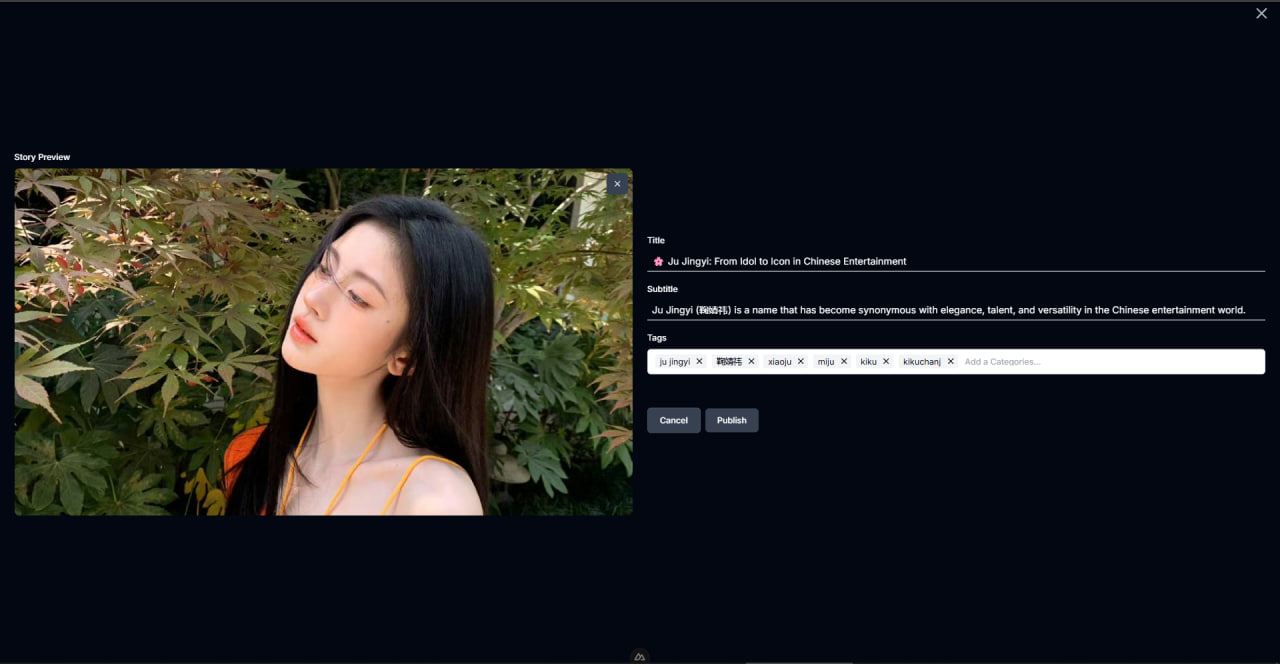 Story Preview
Title
🌸 Ju Jingyi: From Idol to Icon in Chinese Entertainment
Subtitle
Ju Jingyi (鞠婧祎) is a name that has become synonymous with elegance, talent, and versatility in the Chinese entertainment world.
Tags
ju jingyi ✕ 鞠婧祎 ✕ xiaoju ✕ miju ✕ kiku ✕ kikuchanj ✕ Add a Categories...
Cancel Publish